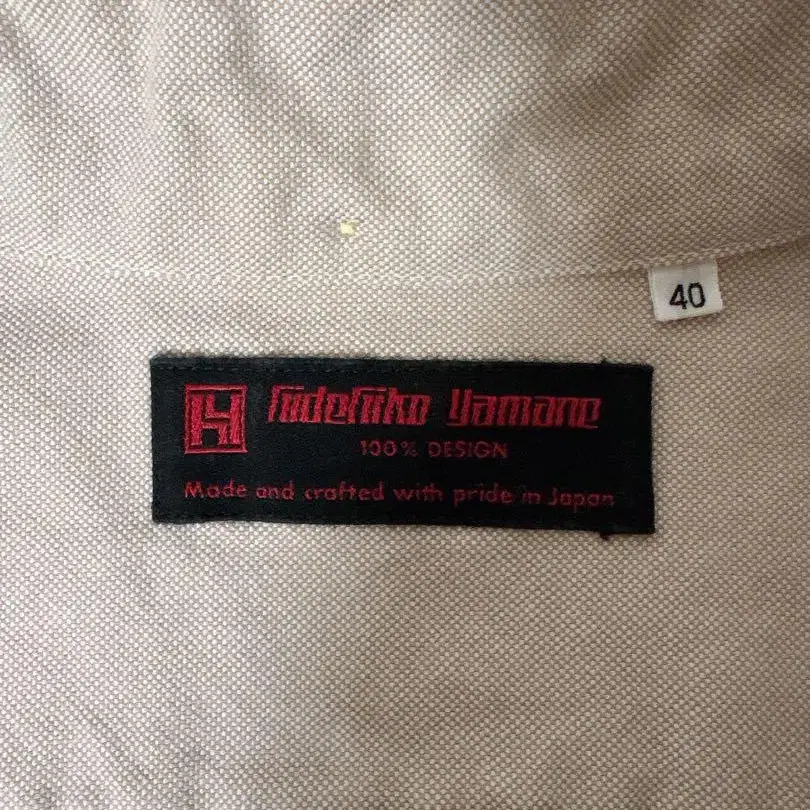 40
H Hidehiko Yamane
100% DESIGN
Made and crafted with pride in Japan